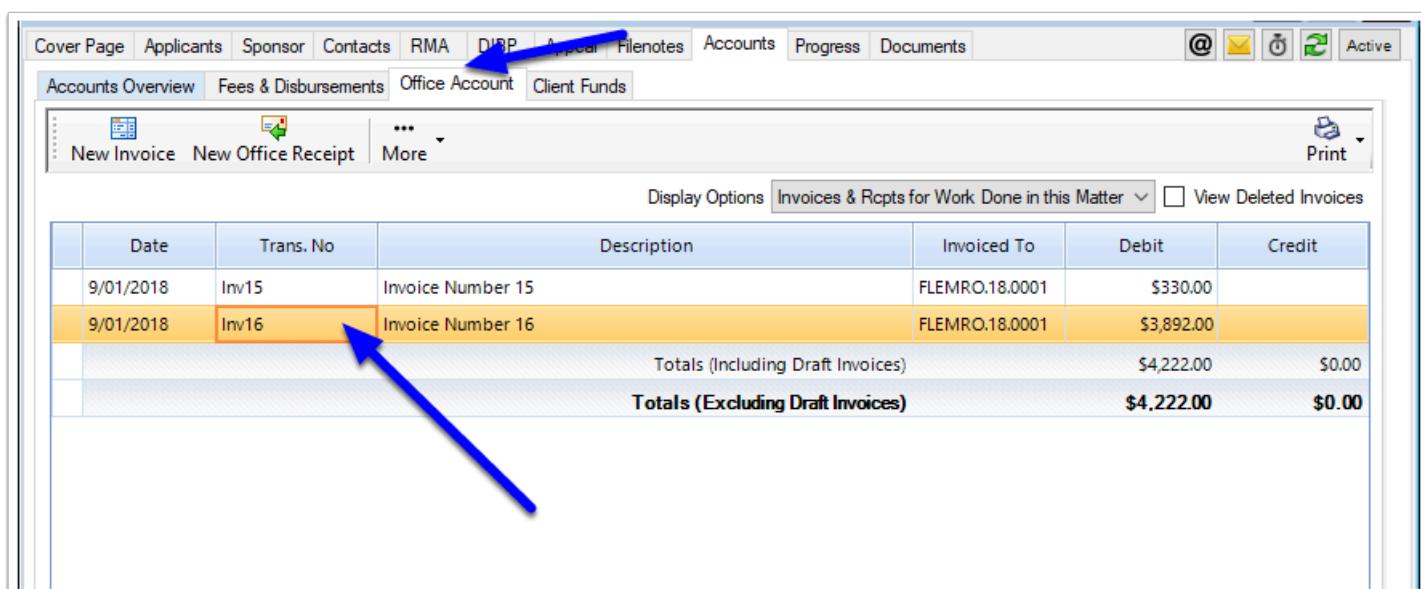 Cover Page Applicants Sponsor Contacts RMA DIBP Appeal Filenotes Accounts Progress Documents @ Active
Accounts Overview Fees & Disbursements Office Account Client Funds
New Invoice New Office Receipt More Print
Display Options Invoices & Rcpts for Work Done in this Matter View Deleted Invoices
Date Trans. No Description Invoiced To Debit Credit
9/01/2018 Inv15 Invoice Number 15 FLEMRO.18.0001 $330.00
9/01/2018 Inv16 Invoice Number 16 FLEMRO.18.0001 $3,892.00
Totals (Including Draft Invoices) $4,222.00 $0.00
Totals (Excluding Draft Invoices) $4,222.00 $0.00